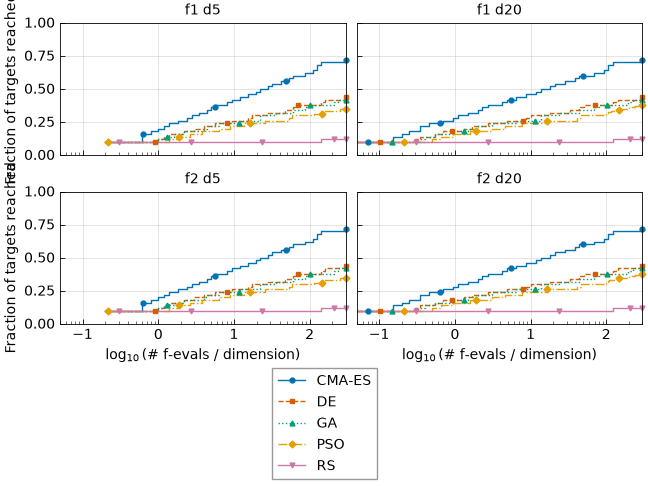 f1 d5
f1 d20
Fraction of targets reached
1.00
0.75
0.50
0.25
0.00
f2 d5
f2 d20
Fraction of targets reached
1.00
0.75
0.50
0.25
0.00
−1
0
1
2
−1
0
1
2
log10(# f-evals / dimension)
log10(# f-evals / dimension)
CMA-ES
DE
GA
PSO
RS